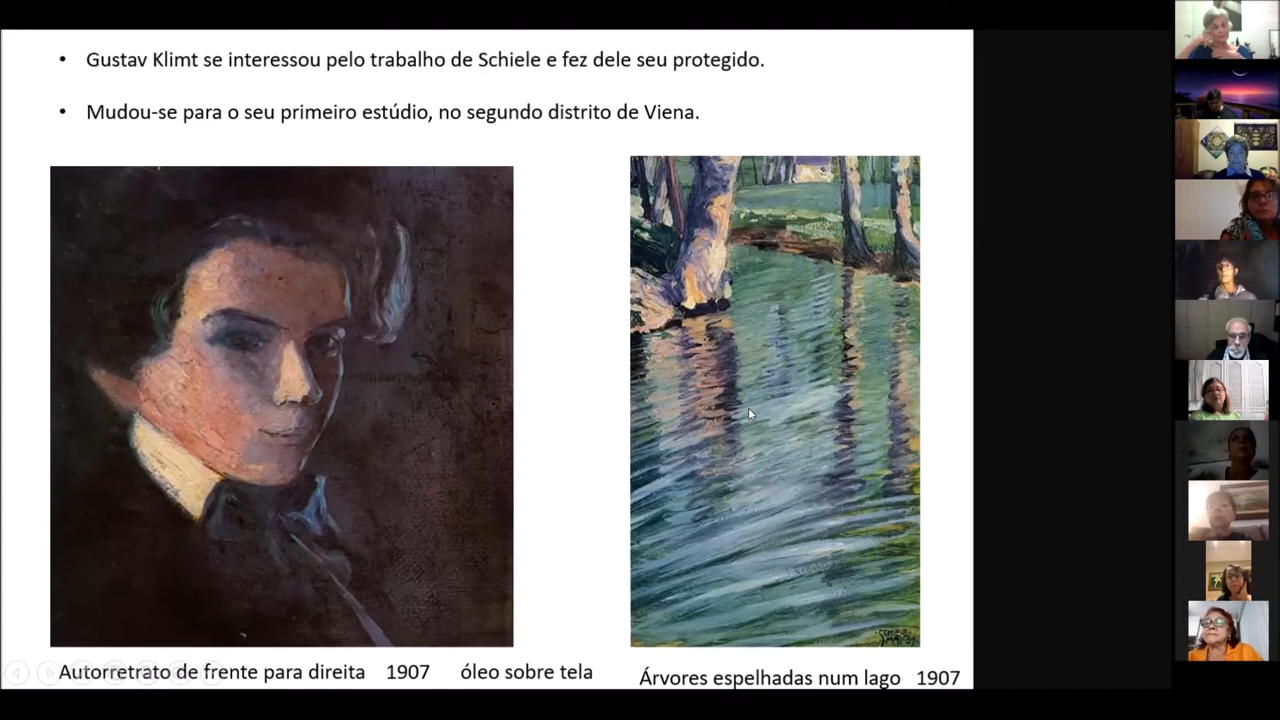 • Gustav Klimt se interessou pelo trabalho de Schiele e fez dele seu protegido.
• Mudou-se para o seu primeiro estúdio, no segundo distrito de Viena.
Autorretrato de frente para direita 1907 óleo sobre tela
Árvores espelhadas num lago 1907